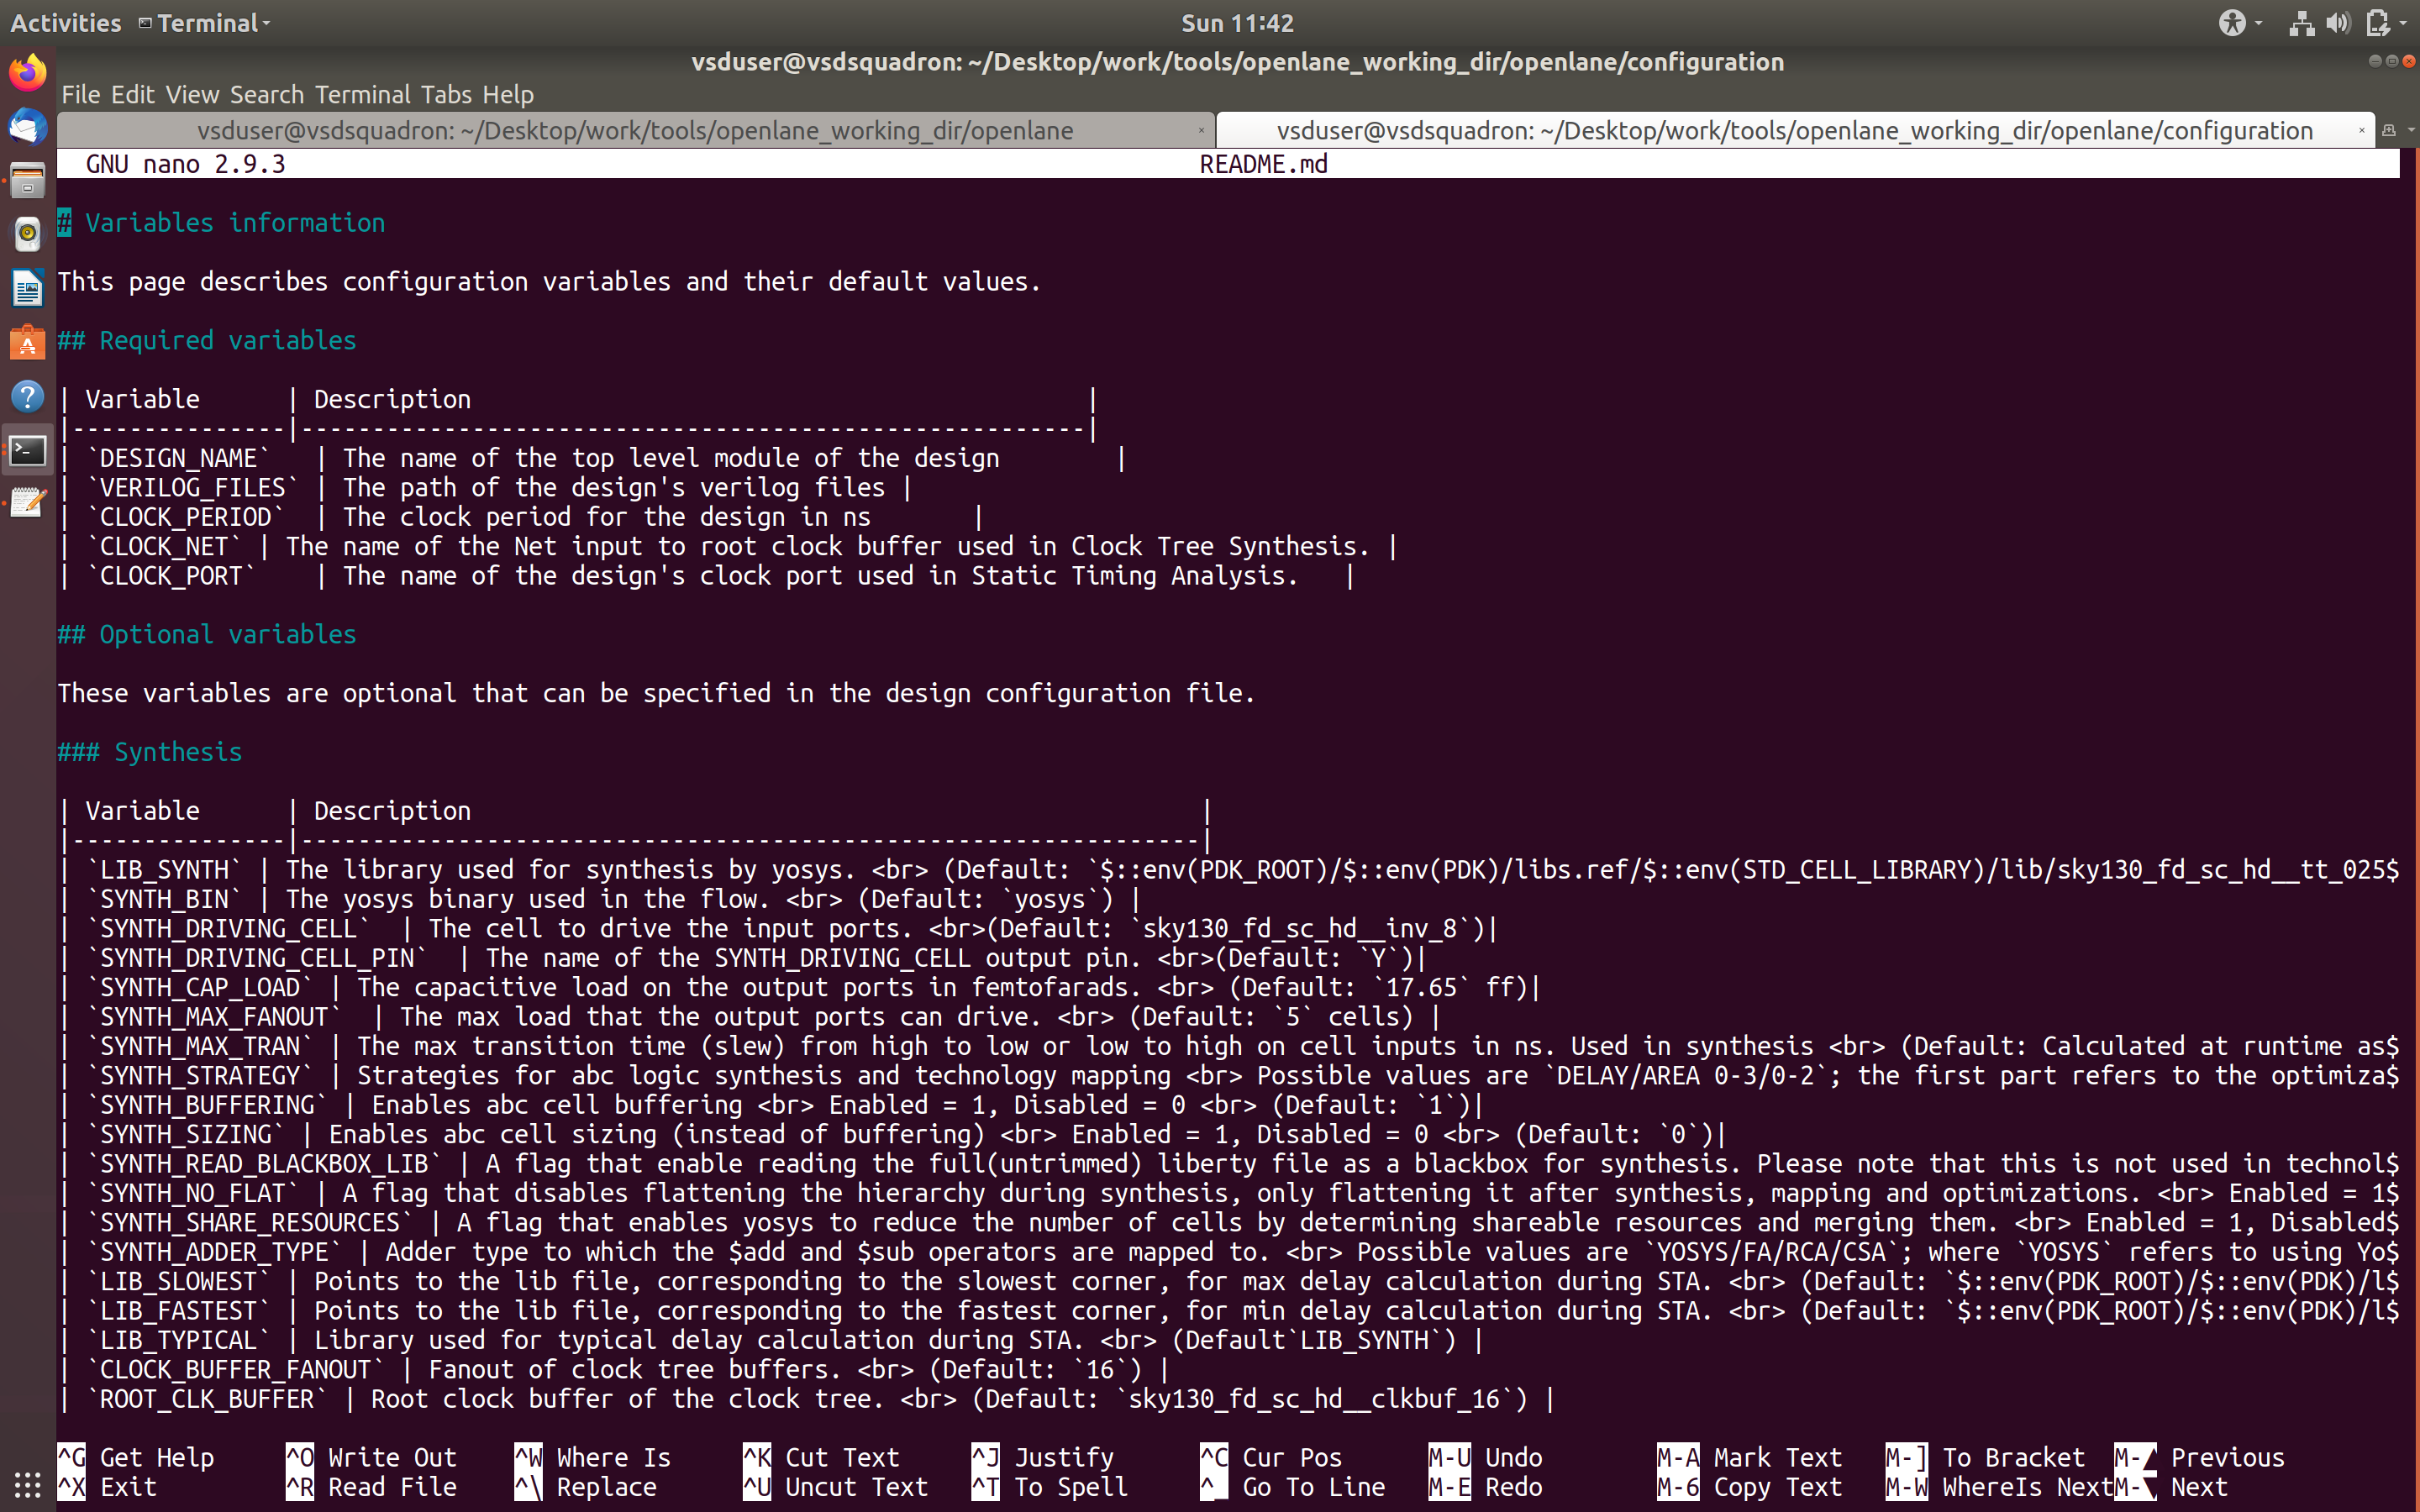 Activities Terminal Sun 11:42
vsduser@vsdsquadron: ~/Desktop/work/tools/openlane_working_dir/openlane/configuration
File Edit View Search Terminal Tabs Help
vsduser@vsdsquadron: ~/Desktop/work/tools/openlane_working_dir/openlane × vsduser@vsdsquadron: ~/Desktop/work/tools/openlane_working_dir/openlane/configuration ×
GNU nano 2.9.3 README.md
# Variables information
This page describes configuration variables and their default values.
## Required variables
| Variable      | Description                                           |
|---------------|-------------------------------------------------------|
| `DESIGN_NAME`   | The name of the top level module of the design        |
| `VERILOG_FILES` | The path of the design's verilog files |
| `CLOCK_PERIOD`  | The clock period for the design in ns       |
| `CLOCK_NET` | The name of the Net input to root clock buffer used in Clock Tree Synthesis. |
| `CLOCK_PORT`    | The name of the design's clock port used in Static Timing Analysis.   |
## Optional variables
These variables are optional that can be specified in the design configuration file.
### Synthesis
| Variable      | Description                                                   |
|---------------|---------------------------------------------------------------|
| `LIB_SYNTH` | The library used for synthesis by yosys. <br> (Default: `$::env(PDK_ROOT)/$::env(PDK)/libs.ref/$::env(STD_CELL_LIBRARY)/lib/sky130_fd_sc_hd__tt_025$
| `SYNTH_BIN` | The yosys binary used in the flow. <br> (Default: `yosys`) |
| `SYNTH_DRIVING_CELL`  | The cell to drive the input ports. <br>(Default: `sky130_fd_sc_hd__inv_8`)|
| `SYNTH_DRIVING_CELL_PIN`  | The name of the SYNTH_DRIVING_CELL output pin. <br>(Default: `Y`)|
| `SYNTH_CAP_LOAD` | The capacitive load on the output ports in femtofarads. <br> (Default: `17.65` ff)|
| `SYNTH_MAX_FANOUT`  | The max load that the output ports can drive. <br> (Default: `5` cells) |
| `SYNTH_MAX_TRAN` | The max transition time (slew) from high to low or low to high on cell inputs in ns. Used in synthesis <br> (Default: Calculated at runtime as$
| `SYNTH_STRATEGY` | Strategies for abc logic synthesis and technology mapping <br> Possible values are `DELAY/AREA 0-3/0-2`; the first part refers to the optimiza$
| `SYNTH_BUFFERING` | Enables abc cell buffering <br> Enabled = 1, Disabled = 0 <br> (Default: `1`)|
| `SYNTH_SIZING` | Enables abc cell sizing (instead of buffering) <br> Enabled = 1, Disabled = 0 <br> (Default: `0`)|
| `SYNTH_READ_BLACKBOX_LIB` | A flag that enable reading the full(untrimmed) liberty file as a blackbox for synthesis. Please note that this is not used in technol$
| `SYNTH_NO_FLAT` | A flag that disables flattening the hierarchy during synthesis, only flattening it after synthesis, mapping and optimizations. <br> Enabled = 1$
| `SYNTH_SHARE_RESOURCES` | A flag that enables yosys to reduce the number of cells by determining shareable resources and merging them. <br> Enabled = 1, Disabled$
| `SYNTH_ADDER_TYPE` | Adder type to which the $add and $sub operators are mapped to. <br> Possible values are `YOSYS/FA/RCA/CSA`; where `YOSYS` refers to using Yo$
| `LIB_SLOWEST` | Points to the lib file, corresponding to the slowest corner, for max delay calculation during STA. <br> (Default: `$::env(PDK_ROOT)/$::env(PDK)/l$
| `LIB_FASTEST` | Points to the lib file, corresponding to the fastest corner, for min delay calculation during STA. <br> (Default: `$::env(PDK_ROOT)/$::env(PDK)/l$
| `LIB_TYPICAL` | Library used for typical delay calculation during STA. <br> (Default`LIB_SYNTH`) |
| `CLOCK_BUFFER_FANOUT` | Fanout of clock tree buffers. <br> (Default: `16`) |
| `ROOT_CLK_BUFFER` | Root clock buffer of the clock tree. <br> (Default: `sky130_fd_sc_hd__clkbuf_16`) |
^G Get Help ^O Write Out ^W Where Is ^K Cut Text ^J Justify ^C Cur Pos M-U Undo M-A Mark Text M-] To Bracket M-▲ Previous
^X Exit ^R Read File ^\ Replace ^U Uncut Text ^T To Spell ^_ Go To Line M-E Redo M-6 Copy Text M-W WhereIs Next M-▼ Next